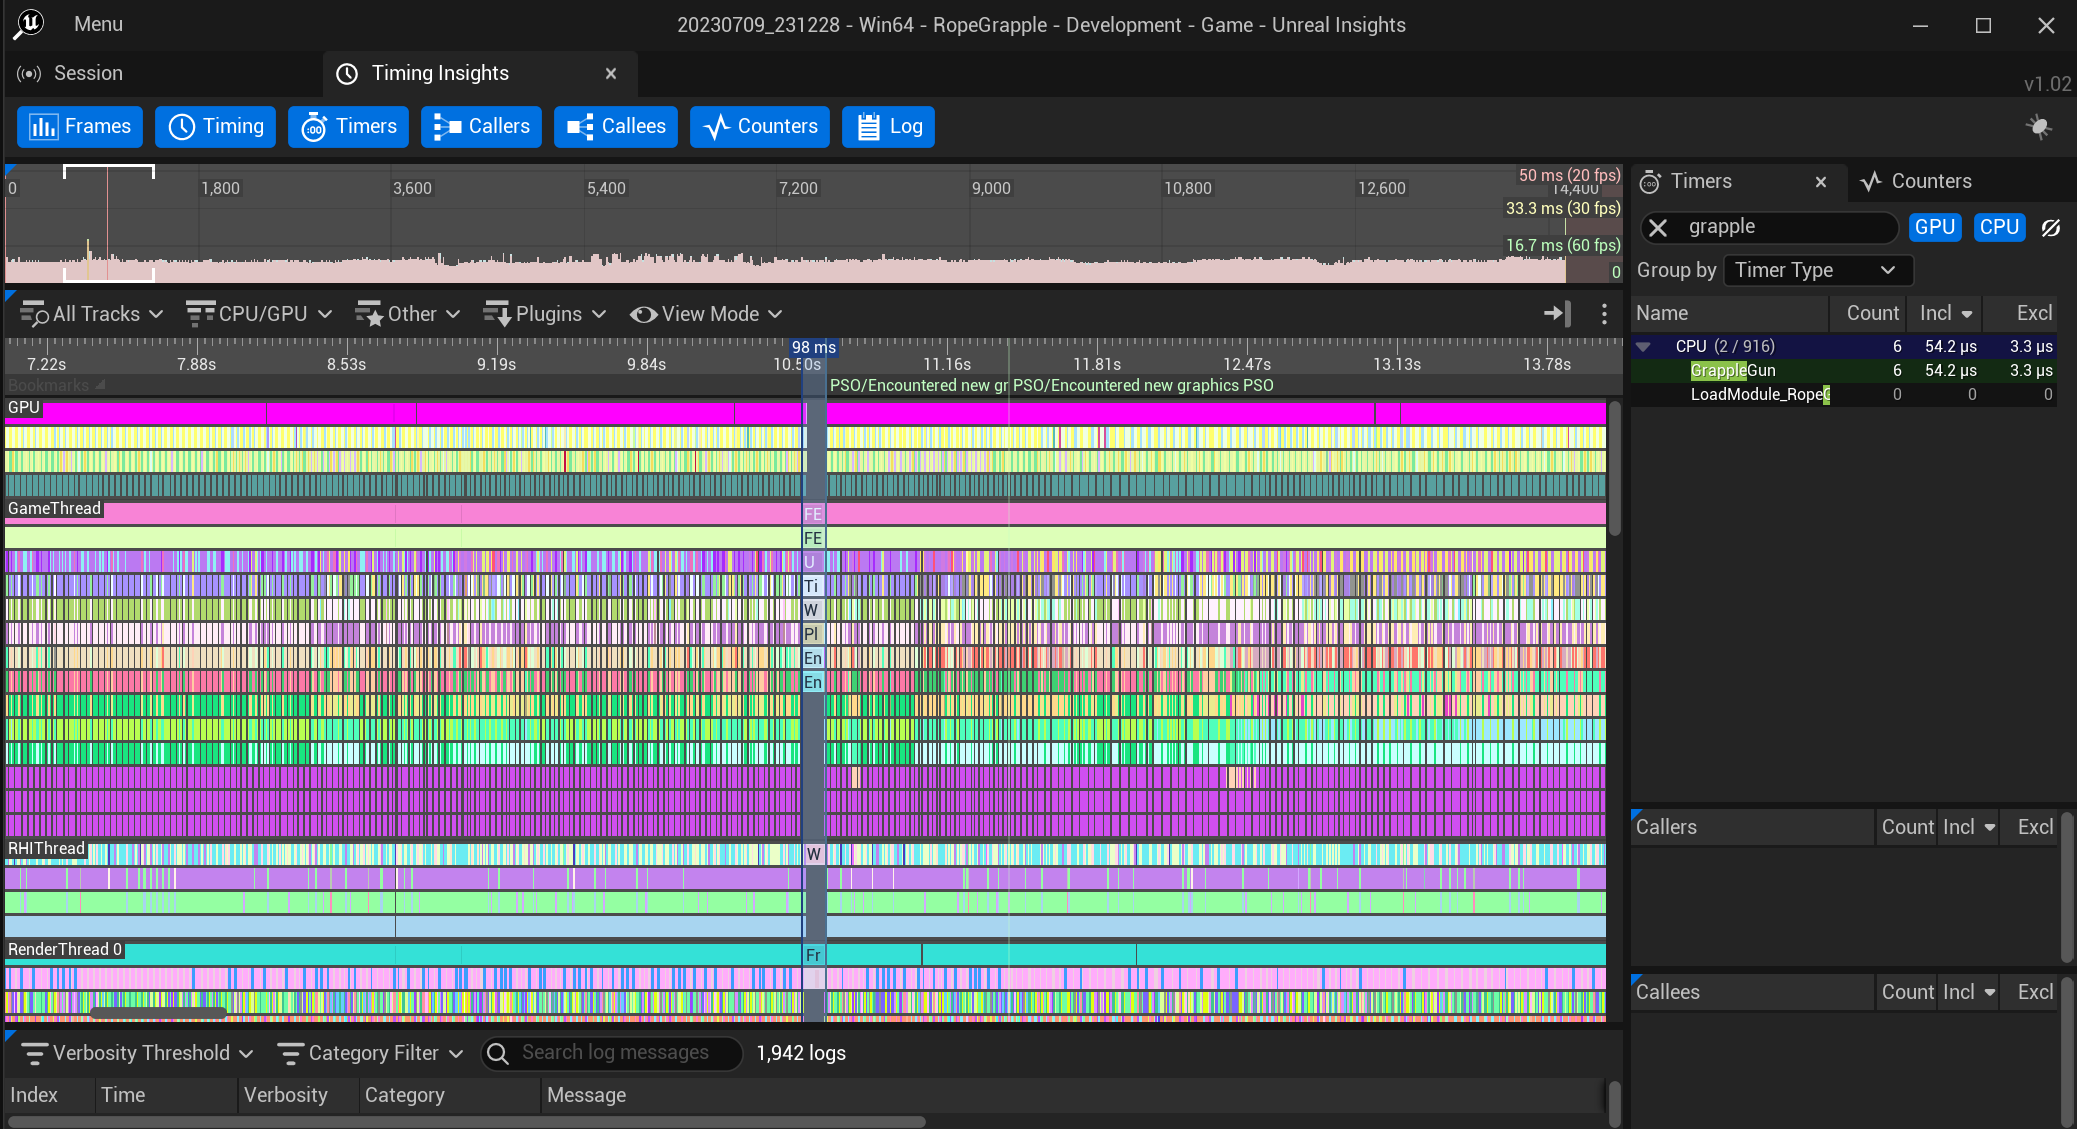 Menu
20230709_231228 - Win64 - RopeGrapple - Development - Game - Unreal Insights
Session
Timing Insights
v1.02
Frames Timing Timers Callers Callees Counters Log
0 1,800 3,600 5,400 7,200 9,000 10,800 12,600 14,400
50 ms (20 fps)
33.3 ms (30 fps)
16.7 ms (60 fps)
0
All Tracks CPU/GPU Other Plugins View Mode
98 ms
7.22s 7.88s 8.53s 9.19s 9.84s 10.50s 11.16s 11.81s 12.47s 13.13s 13.78s
Bookmarks PSO/Encountered new gr PSO/Encountered new graphics PSO
GPU
GameThread
FE
FE
U
Ti
W
Pl
En
En
RHIThread
W
RenderThread 0
Fr
Verbosity Threshold Category Filter Search log messages 1,942 logs
Index Time Verbosity Category Message
Timers Counters
grapple GPU CPU
Group by Timer Type
Name Count Incl Excl
CPU (2 / 916) 6 54.2 µs 3.3 µs
GrappleGun 6 54.2 µs 3.3 µs
LoadModule_RopeG 0 0 0
Callers Count Incl Excl
Callees Count Incl Excl